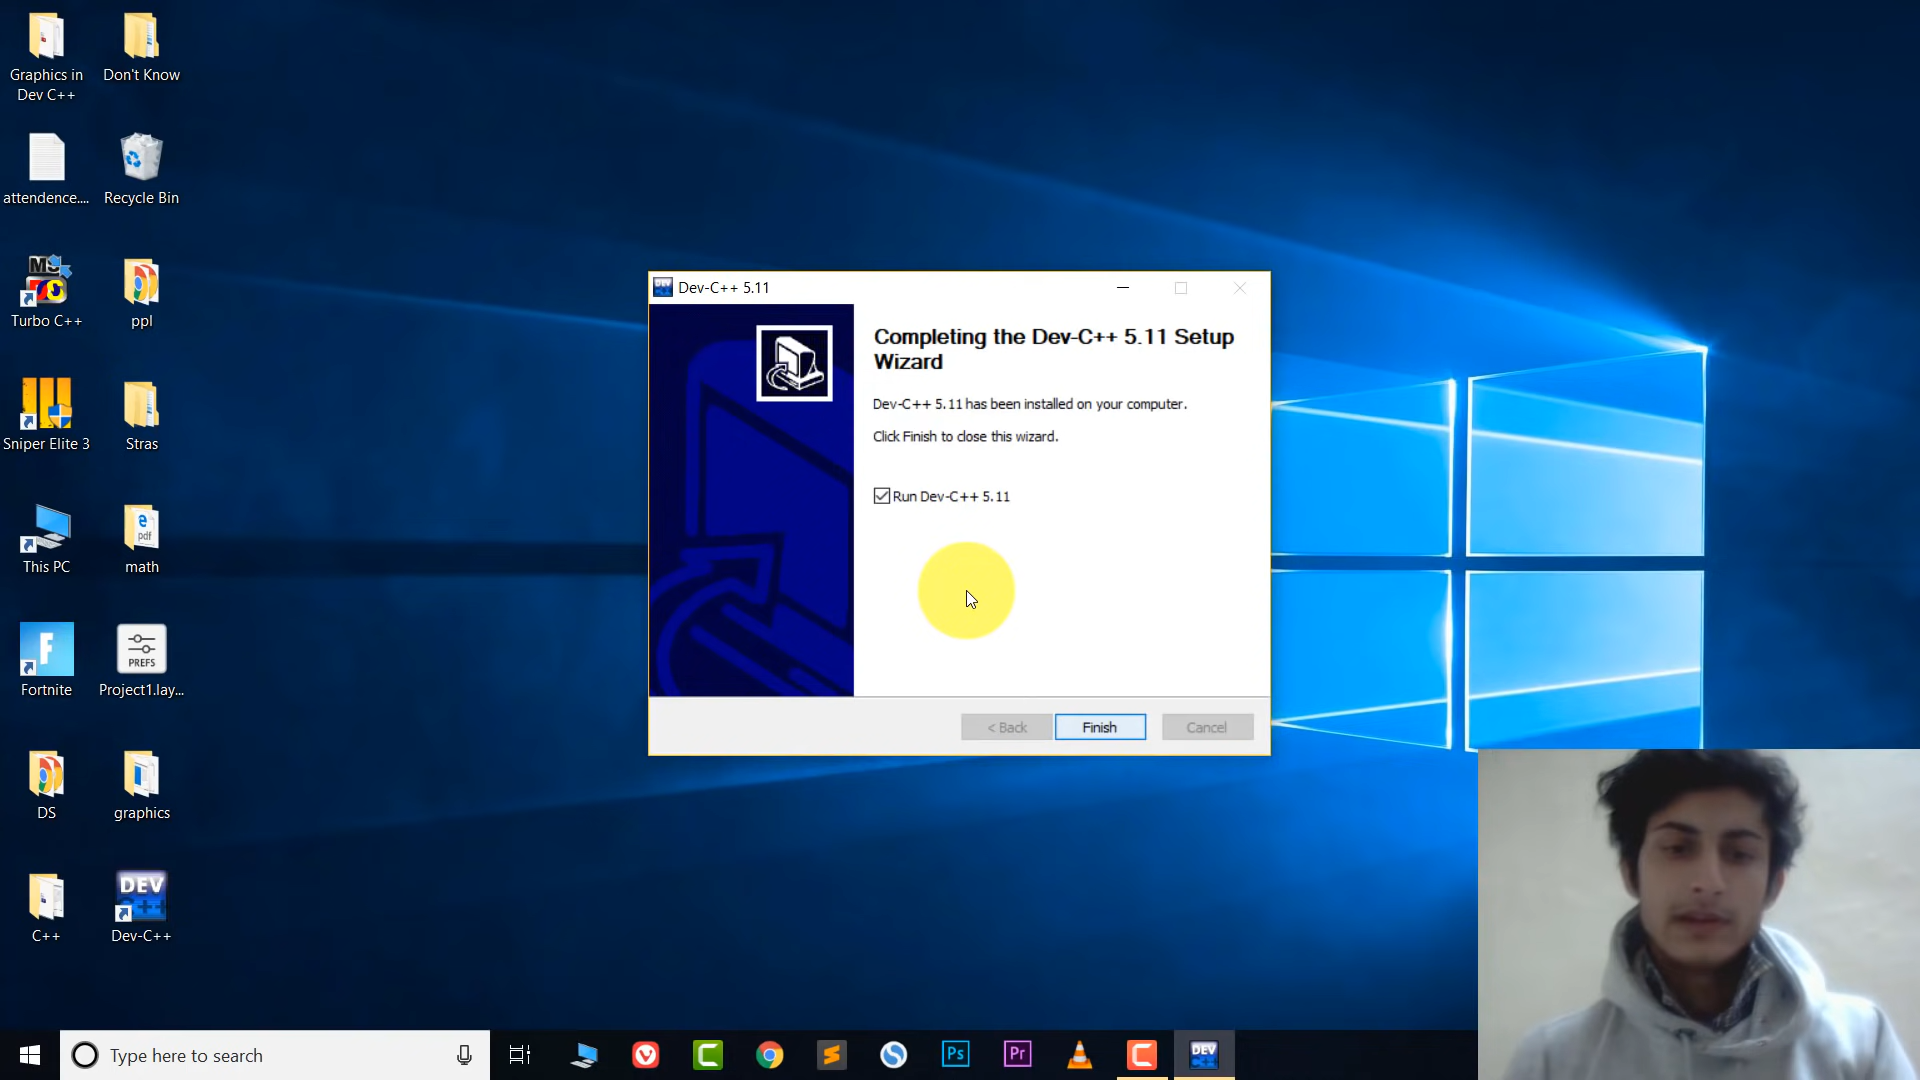 Graphics in
Dev C++
Don't Know
attendence....
Recycle Bin
Turbo C++
ppl
Sniper Elite 3
Stras
This PC
pdf
math
F
Fortnite
PREFS
Project1.lay...
DS
graphics
C++
DEV
C++
Dev-C++
DEV
Dev-C++ 5.11
Completing the Dev-C++ 5.11 Setup
Wizard
Dev-C++ 5.11 has been installed on your computer.
Click Finish to close this wizard.
Run Dev-C++ 5.11
< Back
Finish
Cancel
Type here to search
Ps
Pr
DEV